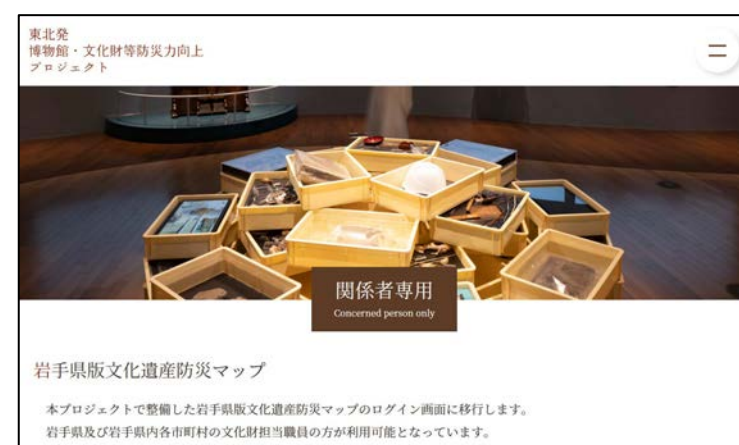 東北発
博物館・文化財等防災力向上
プロジェクト
関係者専用
Concerned person only
岩手県版文化遺産防災マップ
本プロジェクトで整備した岩手県版文化遺産防災マップのログイン画面に移行します。
岩手県及び岩手県内各市町村の文化財担当職員の方が利用可能となっています。